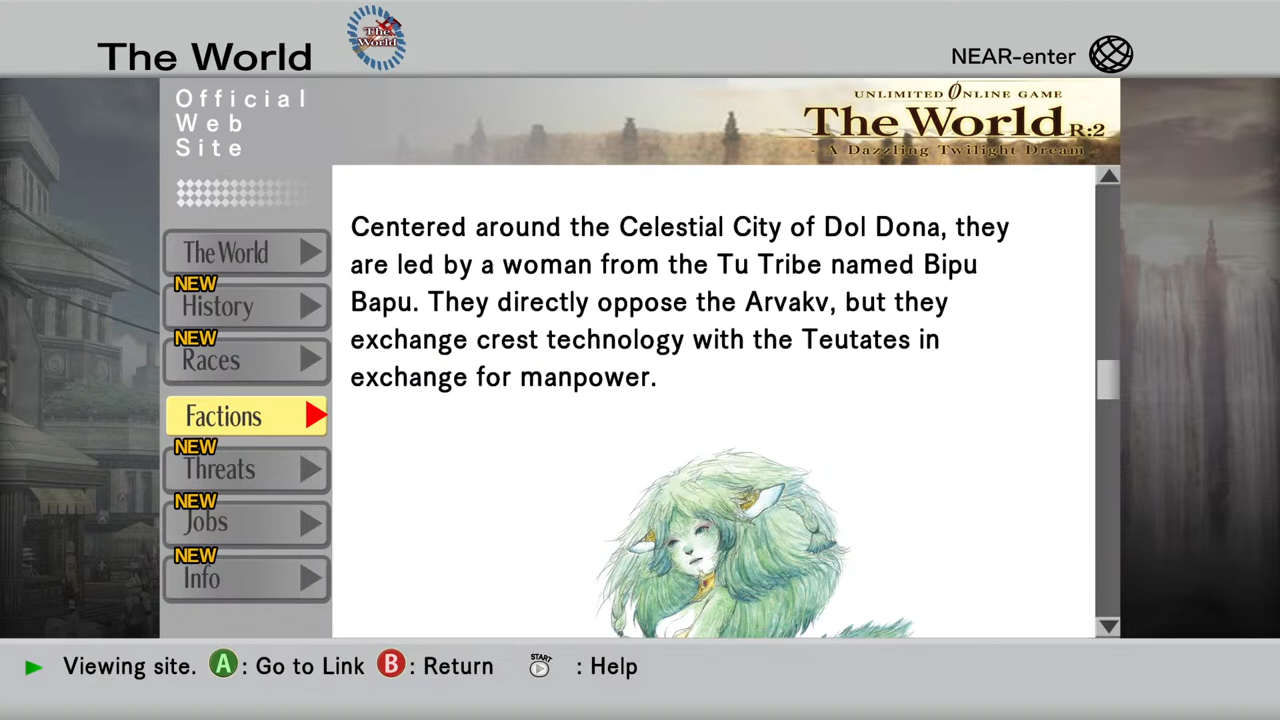 The World
The World
NEAR-enter
Official
Web
Site
UNLIMITED ONLINE GAME
The World R:2
- A Dazzling Twilight Dream -
The World
NEW
History
NEW
Races
Factions
NEW
Threats
NEW
Jobs
NEW
Info
Centered around the Celestial City of Dol Dona, they
are led by a woman from the Tu Tribe named Bipu
Bapu. They directly oppose the Arvakv, but they
exchange crest technology with the Teutates in
exchange for manpower.
Viewing site. A : Go to Link B : Return START : Help